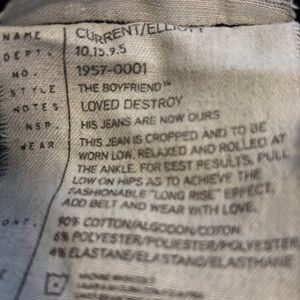 NAME CURRENT/ELLIOTT
DEPT. 10.15.9.5
NO. 1957-0001
STYLE THE BOYFRIEND™
NOTES LOVED DESTROY
INSP. HIS JEANS ARE NOW OURS
WEAR THIS JEAN IS CROPPED AND TO BE
WORN LOW, RELAXED AND ROLLED AT
THE ANKLE. FOR BEST RESULTS, PULL
LOW ON HIPS AS TO ACHIEVE THE
FASHIONABLE "LONG RISE" EFFECT.
ADD BELT AND WEAR WITH LOVE.
90% COTTON/ALGODON/COTON
6% POLYESTER/POLIESTER/POLYESTER
4% ELASTANE/ELASTANO/ELASTHANE